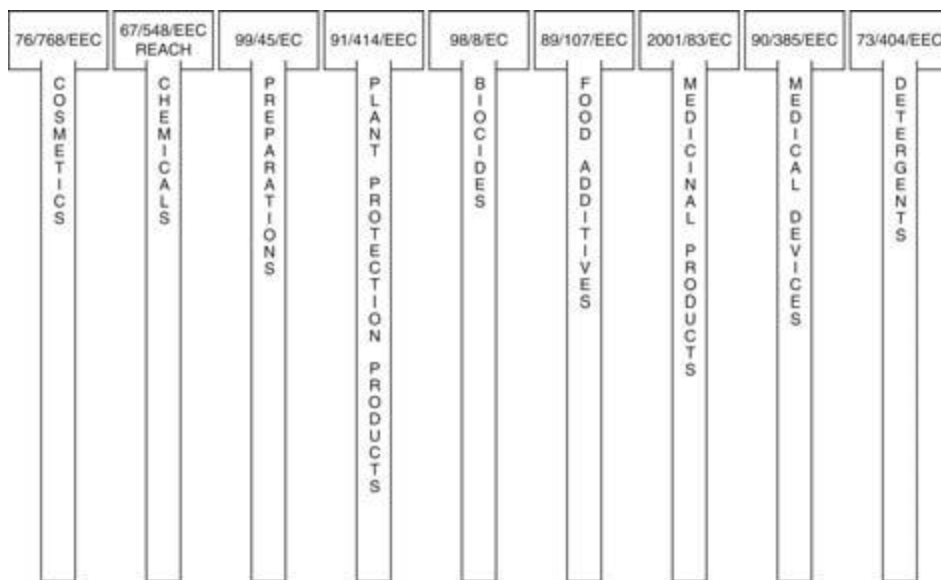 76/768/EEC
67/548/EEC
REACH
99/45/EC
91/414/EEC
98/8/EC
89/107/EEC
2001/83/EC
90/385/EEC
73/404/EEC
COSMETICS
CHEMICALS
PREPARATIONS
PLANT PROTECTION PRODUCTS
BIOCIDES
FOOD ADDITIVES
MEDICINAL PRODUCTS
MEDICAL DEVICES
DETERGENTS